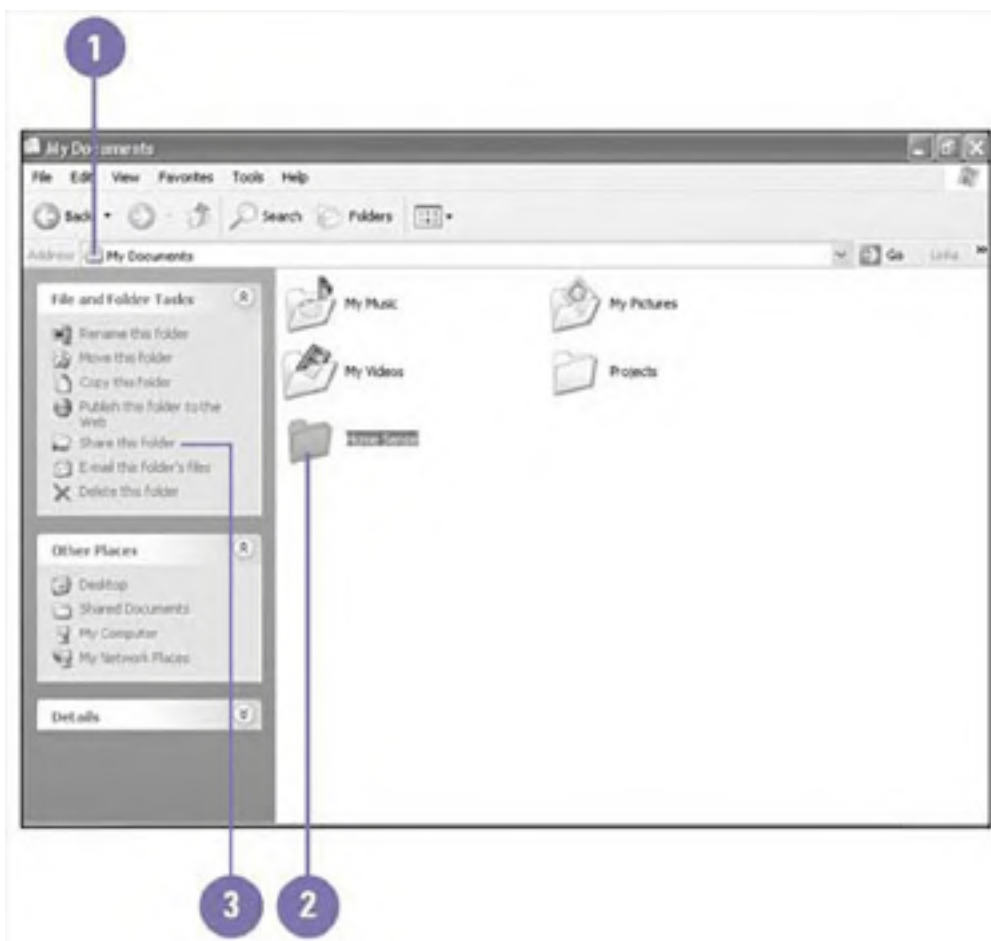 1
My Documents
File Edit View Favorites Tools Help
Back Search Folders
Address My Documents Go Links
File and Folder Tasks
Rename this folder
Move this folder
Copy this folder
Publish this folder to the
Web
Share this folder
E-mail this folder's files
Delete this folder
My Music
My Pictures
My Videos
Projects
Other Places
Desktop
Shared Documents
My Computer
My Network Places
Details
3
2